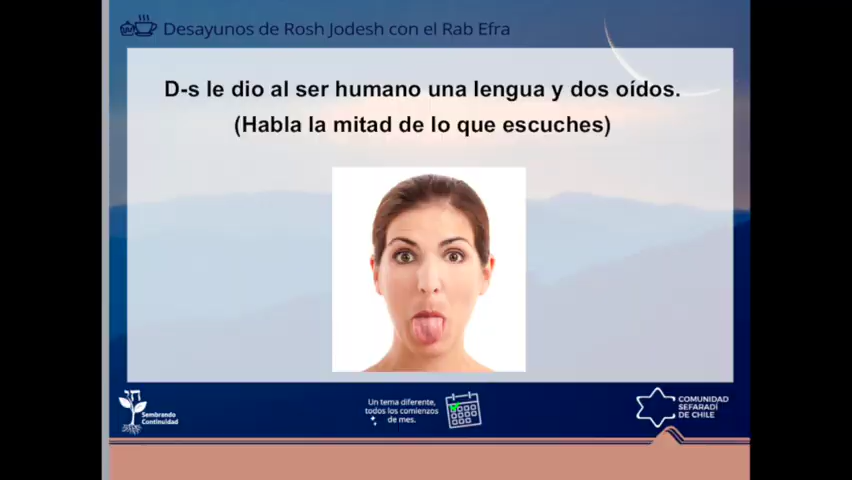 Desayunos de Rosh Jodesh con el Rab Efra
D-s le dio al ser humano una lengua y dos oídos.
(Habla la mitad de lo que escuches)
Sembrando
Continuidad
Un tema diferente,
todos los comienzos
de mes.
COMUNIDAD
SEFARADÍ
DE CHILE